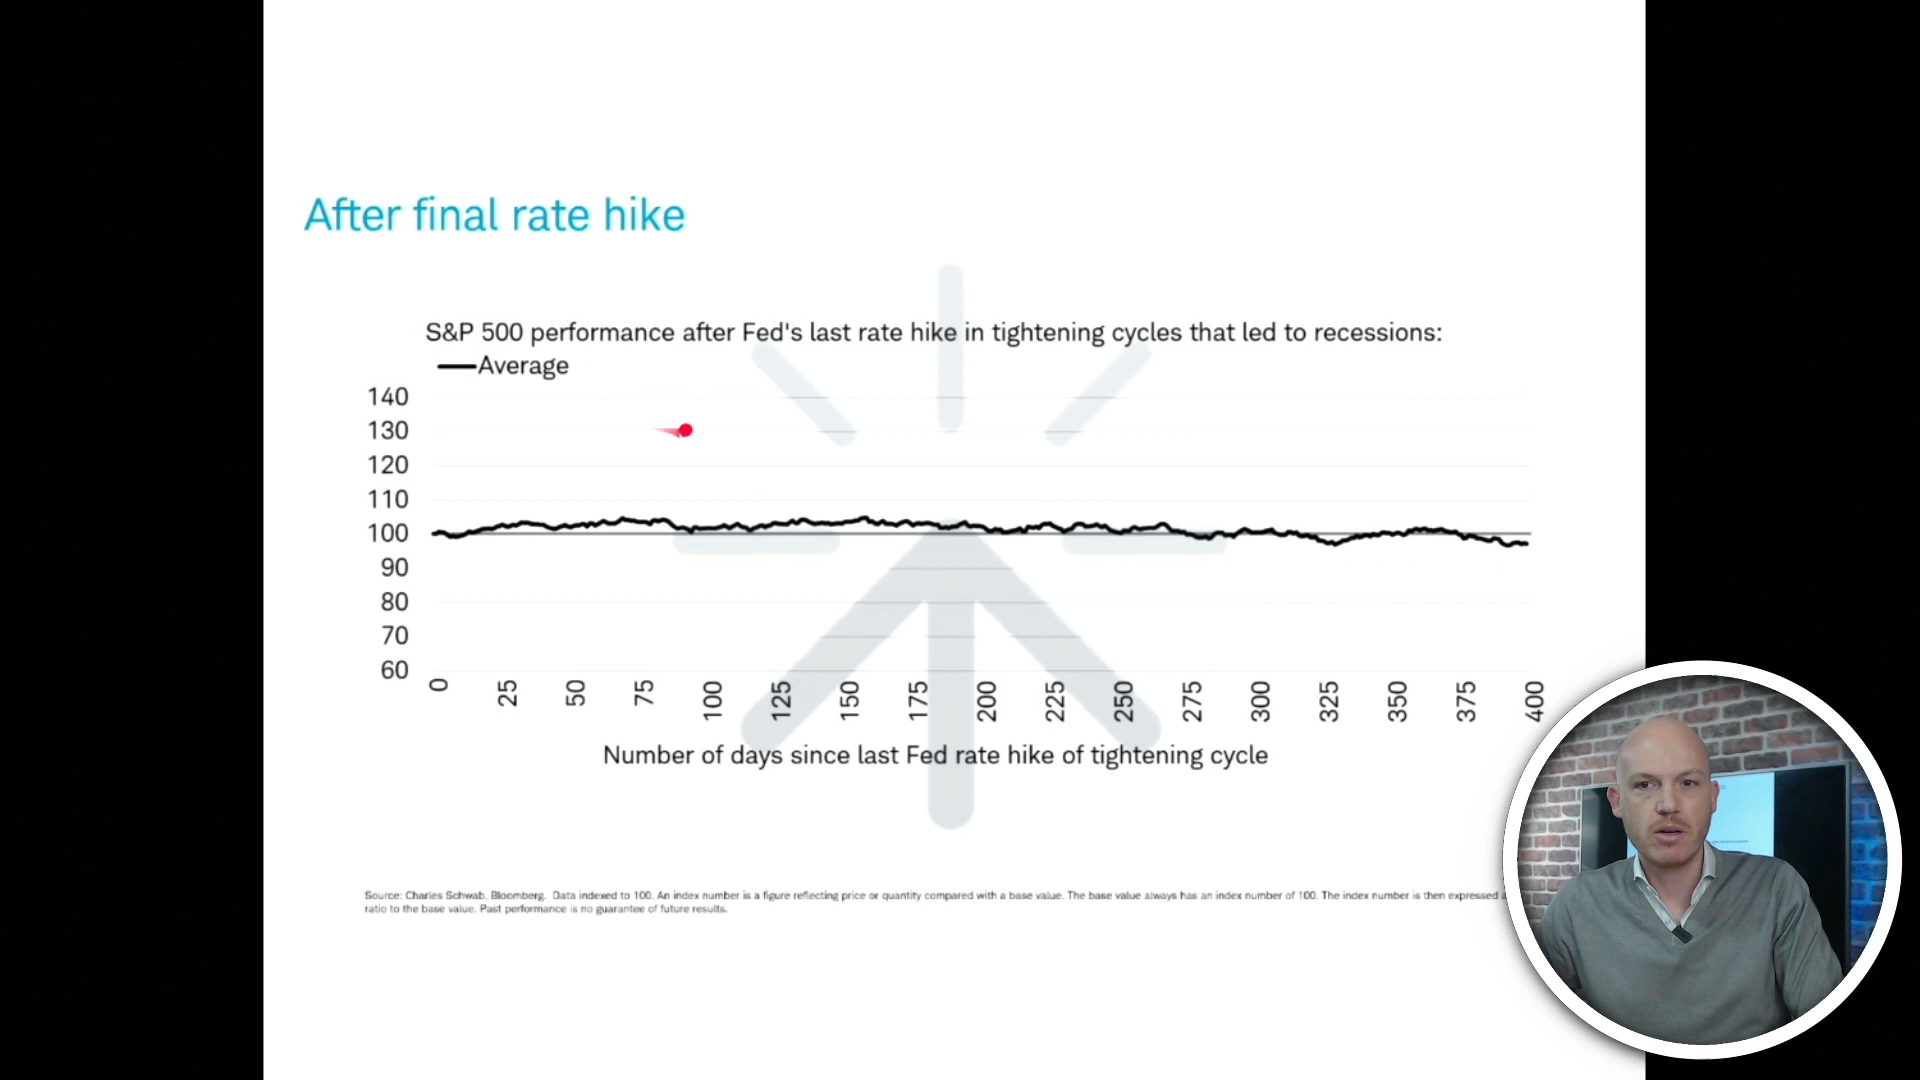 After final rate hike
S&P 500 performance after Fed's last rate hike in tightening cycles that led to recessions:
Average
140
130
120
110
100
90
80
70
60
0 25 50 75 100 125 150 175 200 225 250 275 300 325 350 375 400
Number of days since last Fed rate hike of tightening cycle
Source: Charles Schwab, Bloomberg. Data indexed to 100. An index number is a figure reflecting price or quantity compared with a base value. The base value always has an index number of 100. The index number is then expressed
ratio to the base value. Past performance is no guarantee of future results.